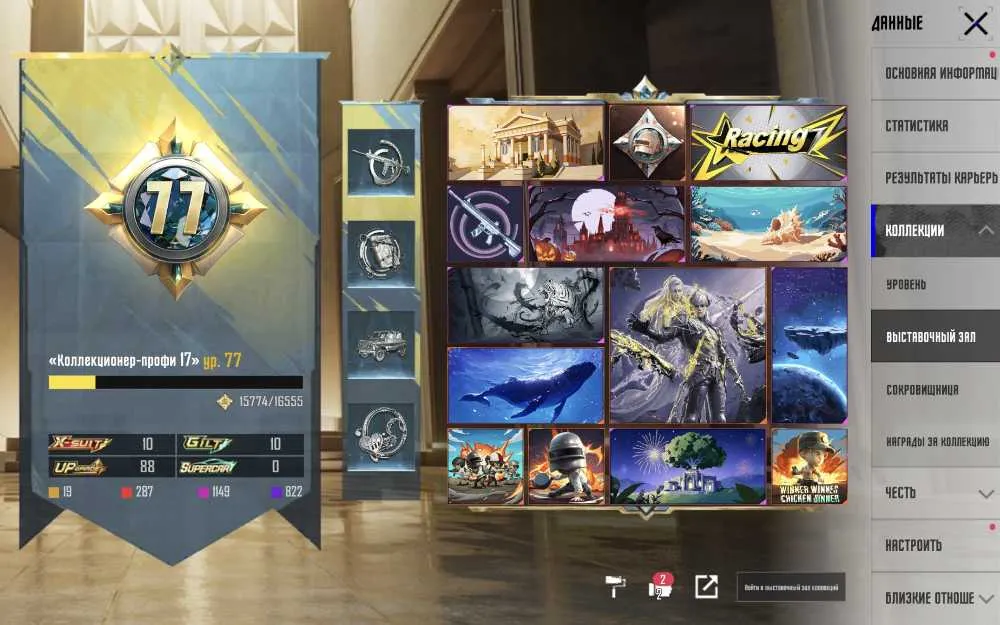 77
«Коллекционер-профи 17» ур. 77
15774/16555
X-SUIT 10
GILT 10
UP 88
SUPERCAR 0
19
287
1149
822
Racing
WINNER WINNER
CHICKEN DINNER
2
2
Войти в выставочный зал коллекций
ДАННЫЕ
ОСНОВНАЯ ИНФОРМАЦ
СТАТИСТИКА
РЕЗУЛЬТАТЫ КАРЬЕРЬ
КОЛЛЕКЦИИ
УРОВЕНЬ
ВЫСТАВОЧНЫЙ ЗАЛ
СОКРОВИЩНИЦА
НАГРАДЫ ЗА КОЛЛЕКЦИЮ
ЧЕСТЬ
НАСТРОИТЬ
БЛИЗКИЕ ОТНОШЕ